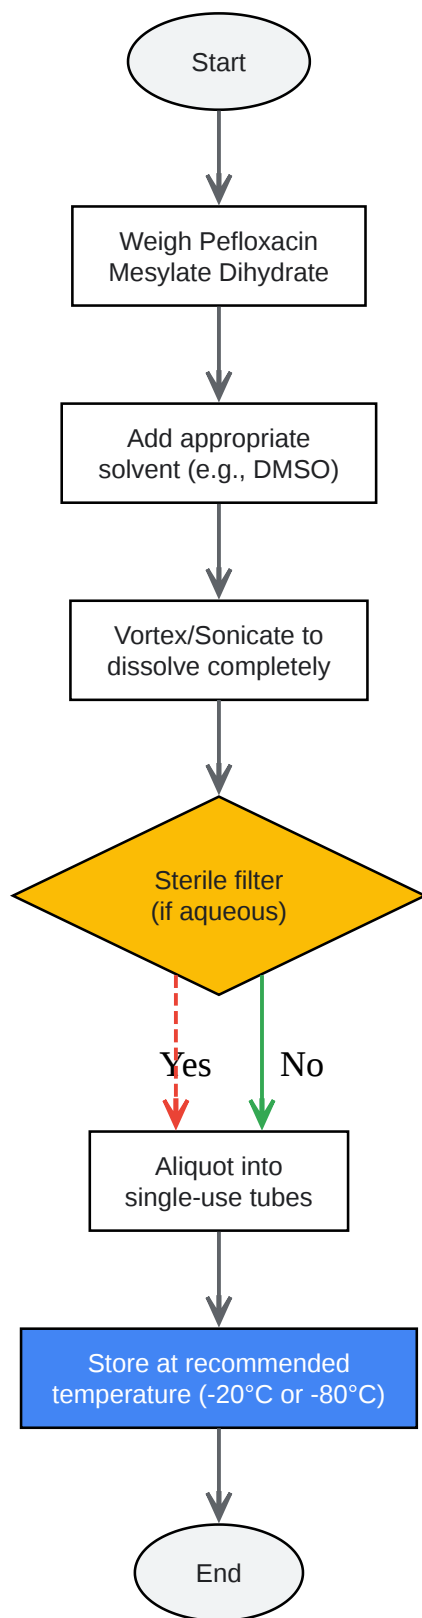 Start
Weigh Pefloxacin
Mesylate Dihydrate
Add appropriate
solvent (e.g., DMSO)
Vortex/Sonicate to
dissolve completely
Sterile filter
(if aqueous)
Yes
No
Aliquot into
single-use tubes
Store at recommended
temperature (-20°C or -80°C)
End